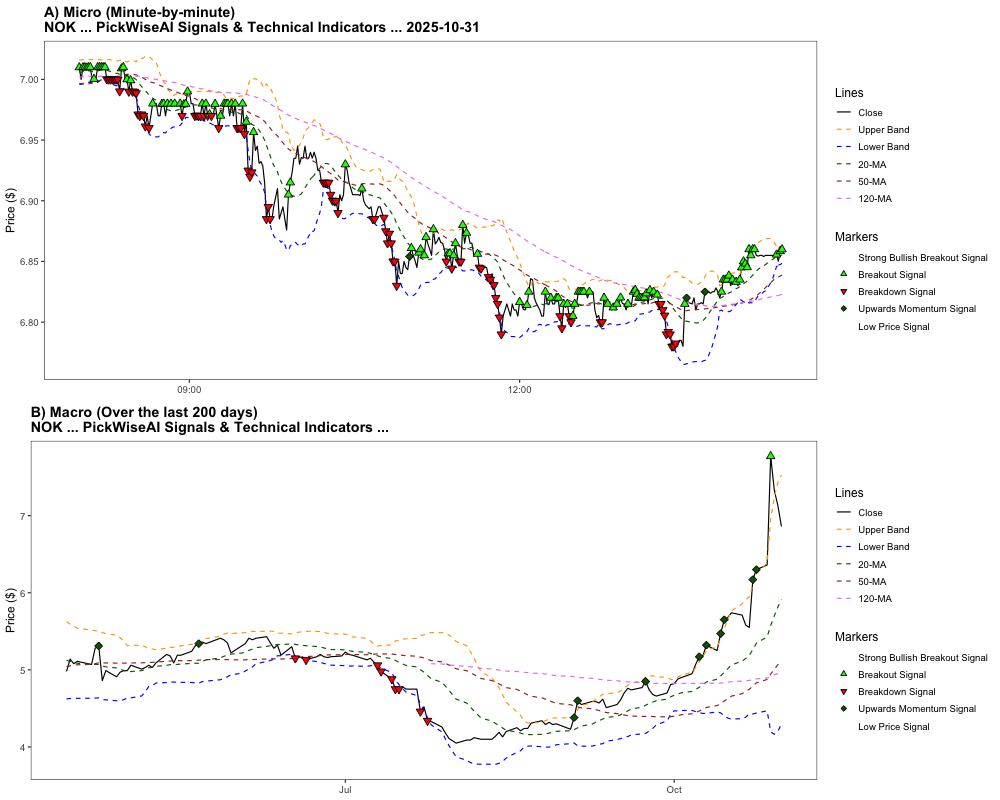 A) Micro (Minute-by-minute)
NOK ... PickWiseAI Signals & Technical Indicators ... 2025-10-31
Price ($)
7.00
6.95
6.90
6.85
6.80
09:00
12:00
Lines
Close
Upper Band
Lower Band
20-MA
50-MA
120-MA
Markers
Strong Bullish Breakout Signal
Breakout Signal
Breakdown Signal
Upwards Momentum Signal
Low Price Signal
B) Macro (Over the last 200 days)
NOK ... PickWiseAI Signals & Technical Indicators ...
Price ($)
7
6
5
4
Jul
Oct
Lines
Close
Upper Band
Lower Band
20-MA
50-MA
120-MA
Markers
Strong Bullish Breakout Signal
Breakout Signal
Breakdown Signal
Upwards Momentum Signal
Low Price Signal